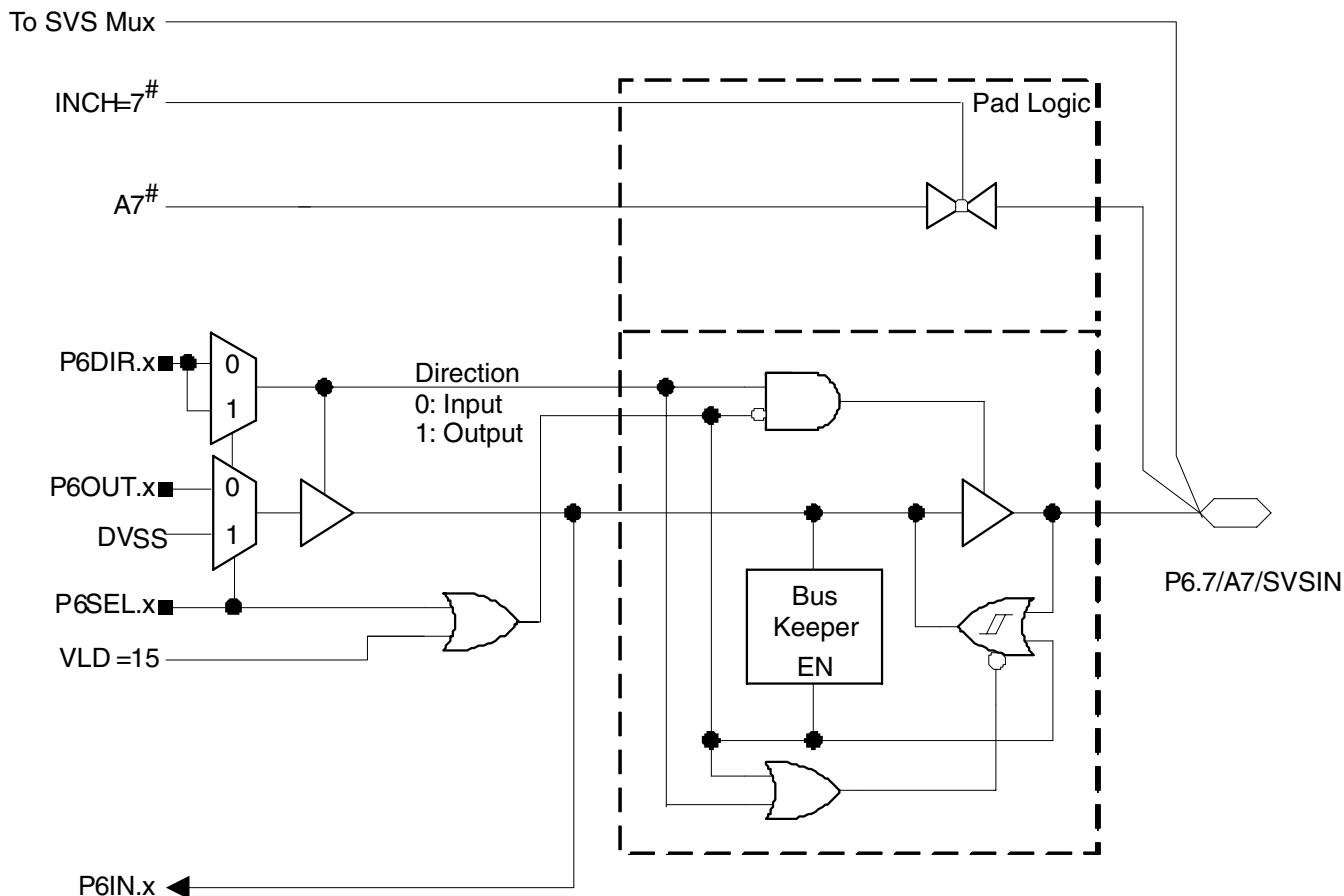 To SVS Mux
INCH=7#
Pad Logic
A7#
P6DIR.x
0
1
Direction
0: Input
1: Output
P6OUT.x
0
DVSS
1
P6.7/A7/SVSIN
P6SEL.x
Bus
Keeper
EN
VLD =15
P6IN.x